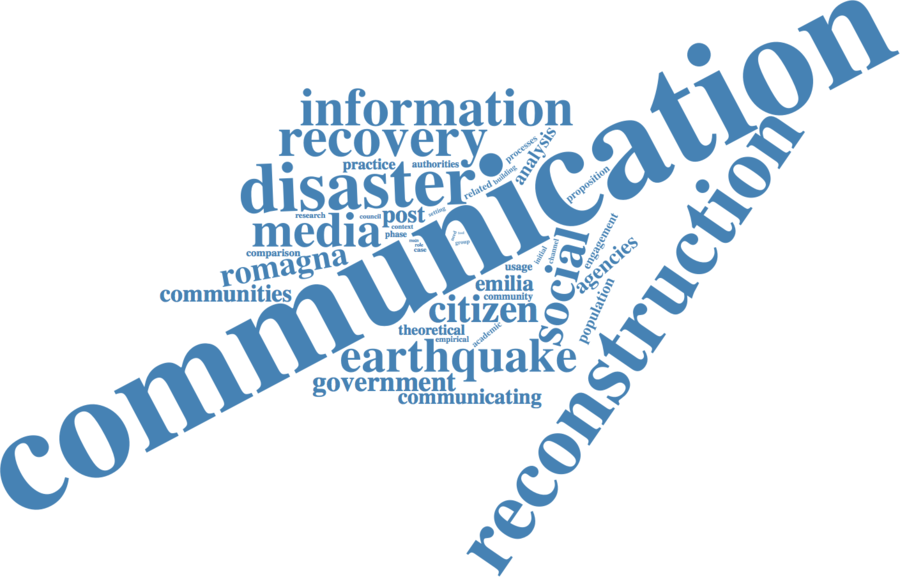 communication
reconstruction
information
recovery
processes
analysis
practice
authorities
building
disaster
related
proposition
research
council
post
setting
media
context
phase
engagement
comparison
case
group
channel
initial
social
romagna
agencies
usage
communities
emilia
community
population
citizen
theoretical
empirical
academic
earthquake
government
communicating